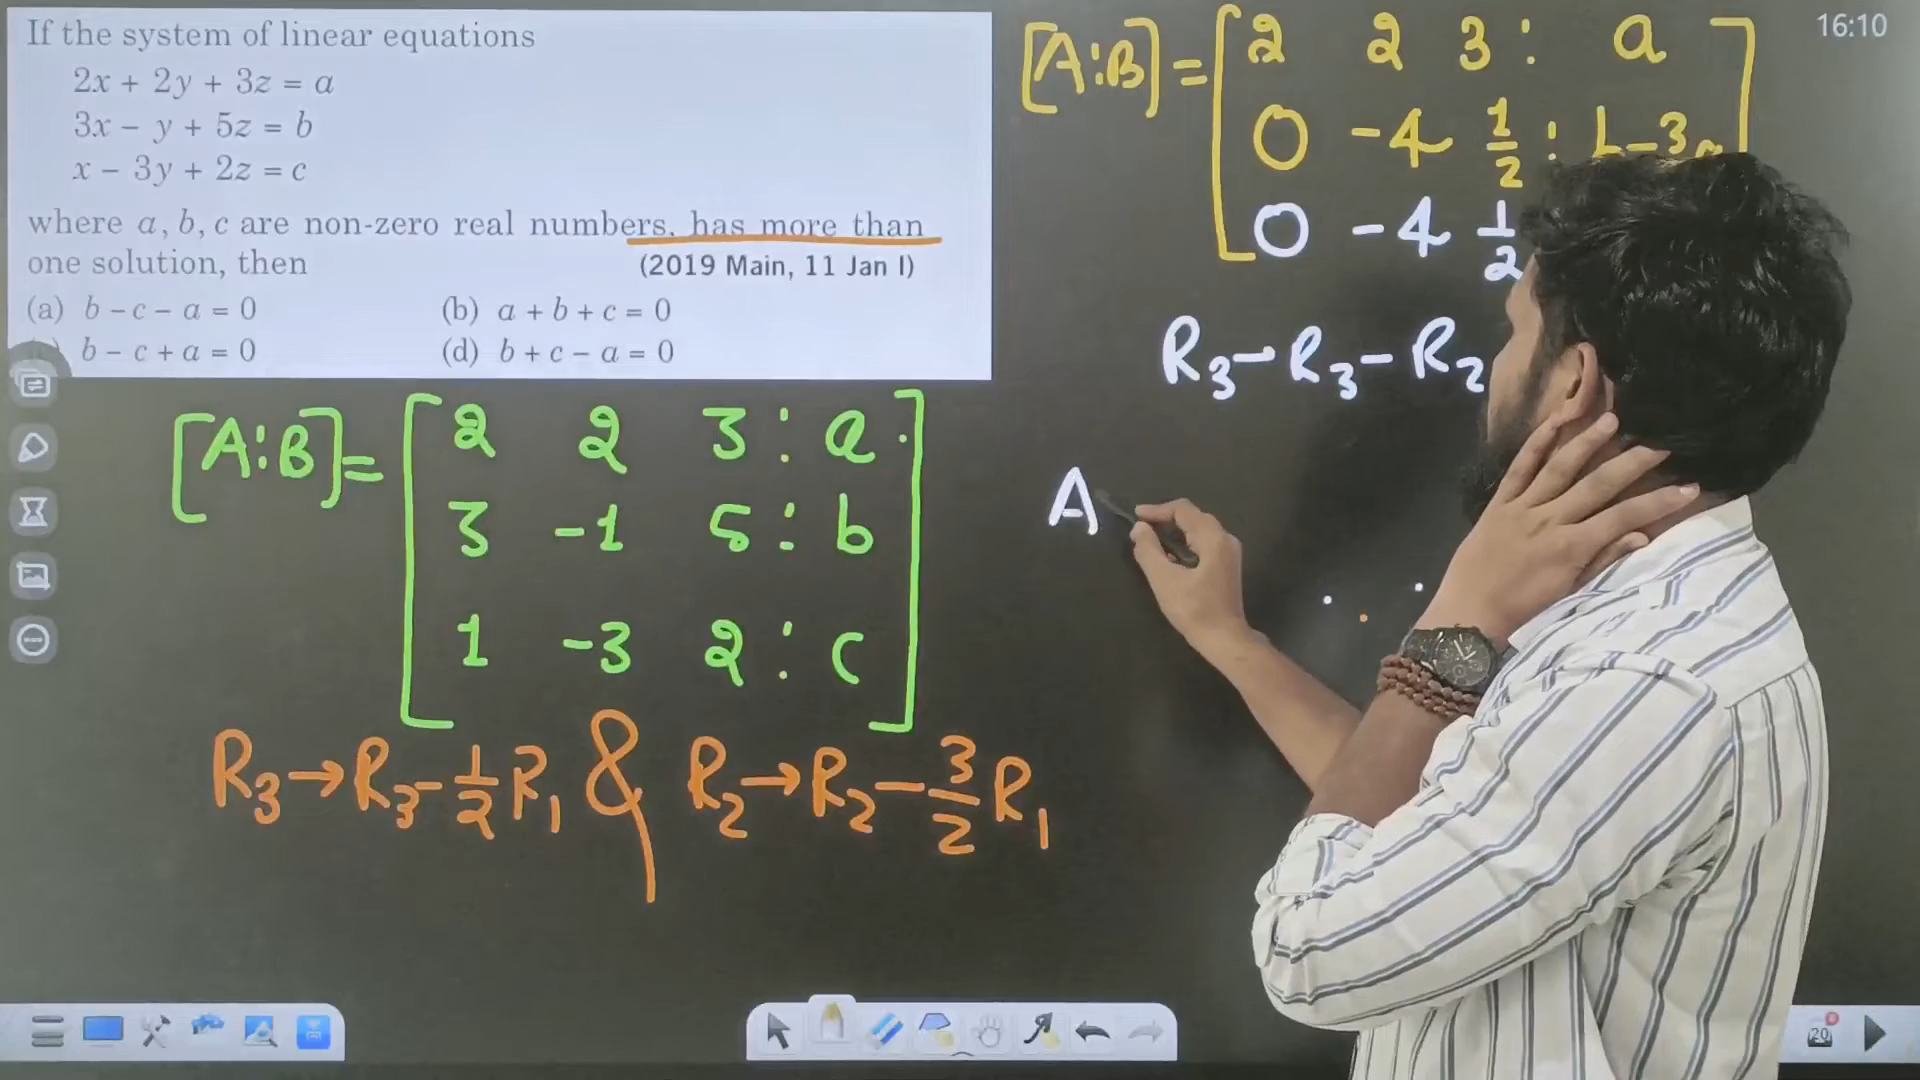 If the system of linear equations
2x + 2y + 3z = a
3x − y + 5z = b
x − 3y + 2z = c
where a, b, c are non-zero real numbers, has more than
one solution, then (2019 Main, 11 Jan I)
(a) b − c − a = 0 (b) a + b + c = 0
b − c + a = 0 (d) b + c − a = 0
[A:B] = [2 2 3 : a
3 -1 5 : b
1 -3 2 : c]
R3→R3-1/2R1 & R2→R2-3/2R1
[A:B] = [2 2 3 : a
0 -4 1/2 : b-3
0 -4 1/2
R3-R3-R2
A
16:10
20